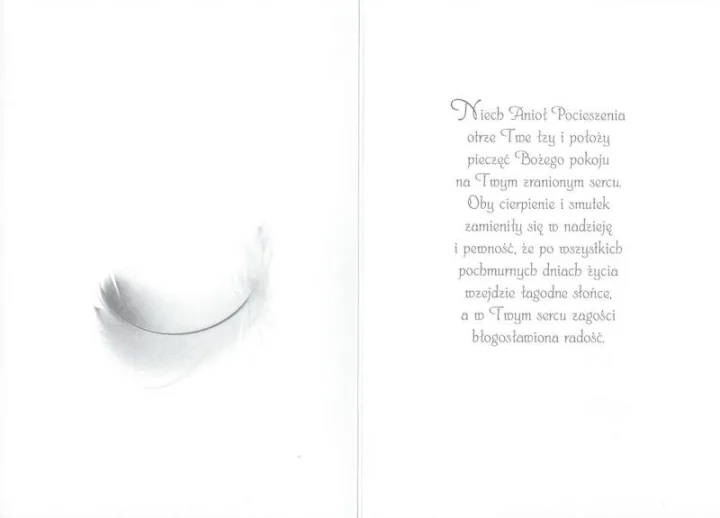 Niech Anioł Pocieszenia
otrze Twe łzy i położy
pieczęć Bożego pokoju
na Twym zranionym sercu.
Oby cierpienie i smutek
zamieniły się w nadzieję
i pewność, że po wszystkich
pochmurnych dniach życia
wzejdzie łagodne słońce,
a w Twym sercu zagości
błogosławiona radość.